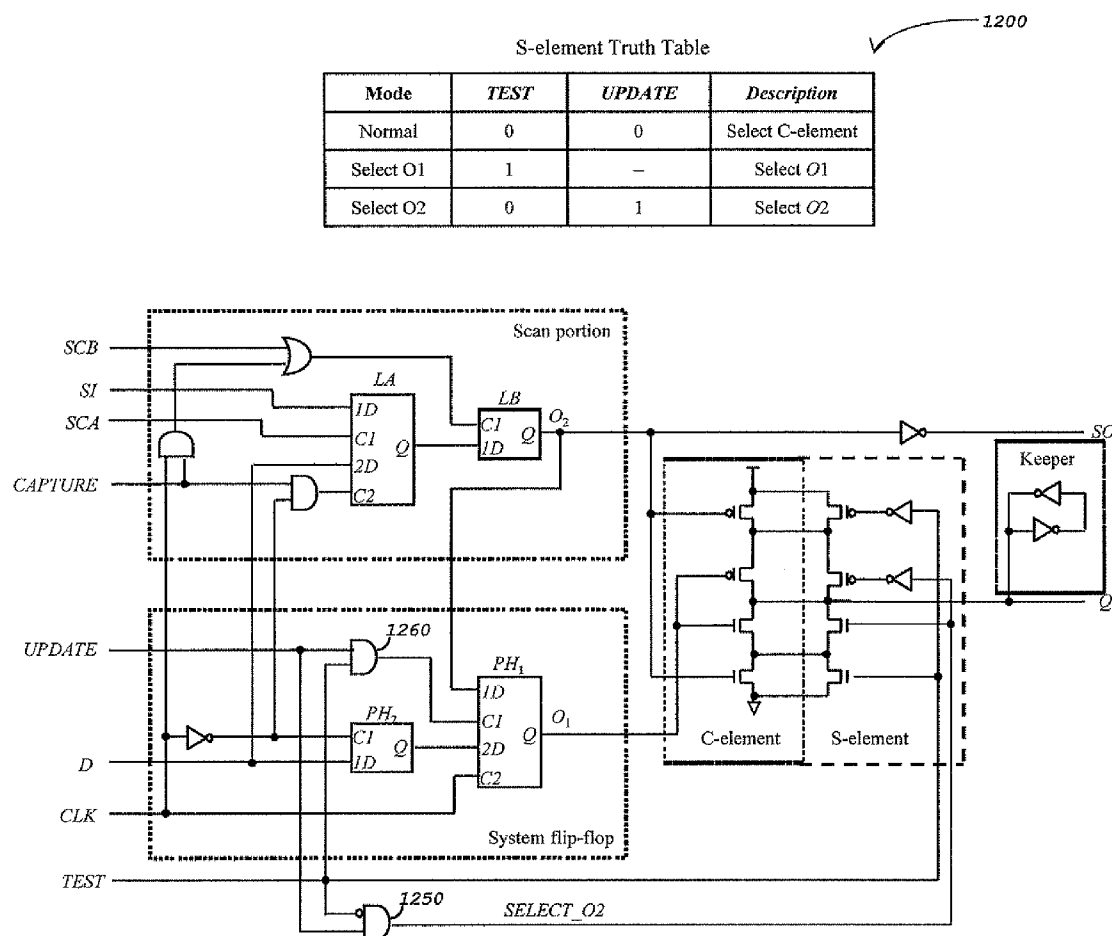 1200
S-element Truth Table
Mode TEST UPDATE Description
Normal 0 0 Select C-element
Select O1 1 – Select O1
Select O2 0 1 Select O2
Scan portion
SCB
SI
SCA
CAPTURE
LA
1D
C1
2D
C2
Q
LB
C1
1D
Q
O2
SO
Keeper
Q
C-element
S-element
UPDATE
1260
PH1
1D
C1
2D
C2
Q
O1
PH2
C1
1D
Q
D
CLK
System flip-flop
TEST
1250
SELECT_O2